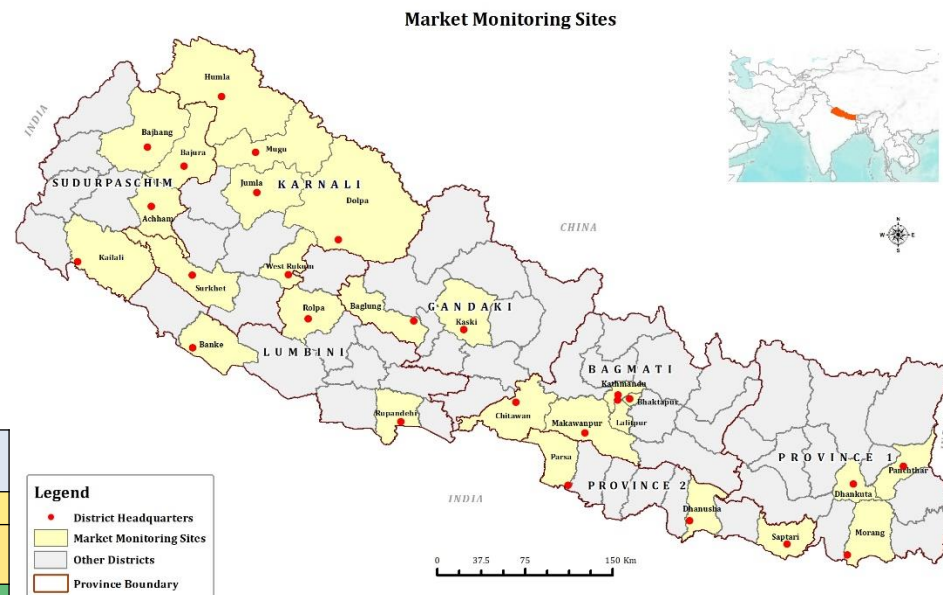 Market Monitoring Sites
Humla
INDIA
Bajhang
Bajura
Mugu
SUDURPASCHIM
Jumla
KARNALI
Dolpa
Achham
CHINA
N
W
E
S
Kailali
West Rukum
Surkhet
Rolpa
Baglung
GANDAKI
Kaski
Banke
LUMBINI
BAGMATI
Kathmandu
Bhaktapur
Rupandehi
Chitawan
Makawanpur
Lalitpur
Parsa
PROVINCE 1
Panchthar
INDIA
PROVINCE 2
Dhankuta
Dhanusha
Saptari
Morang
Legend
District Headquarters
Market Monitoring Sites
Other Districts
Province Boundary
0 37.5 75 150 Km